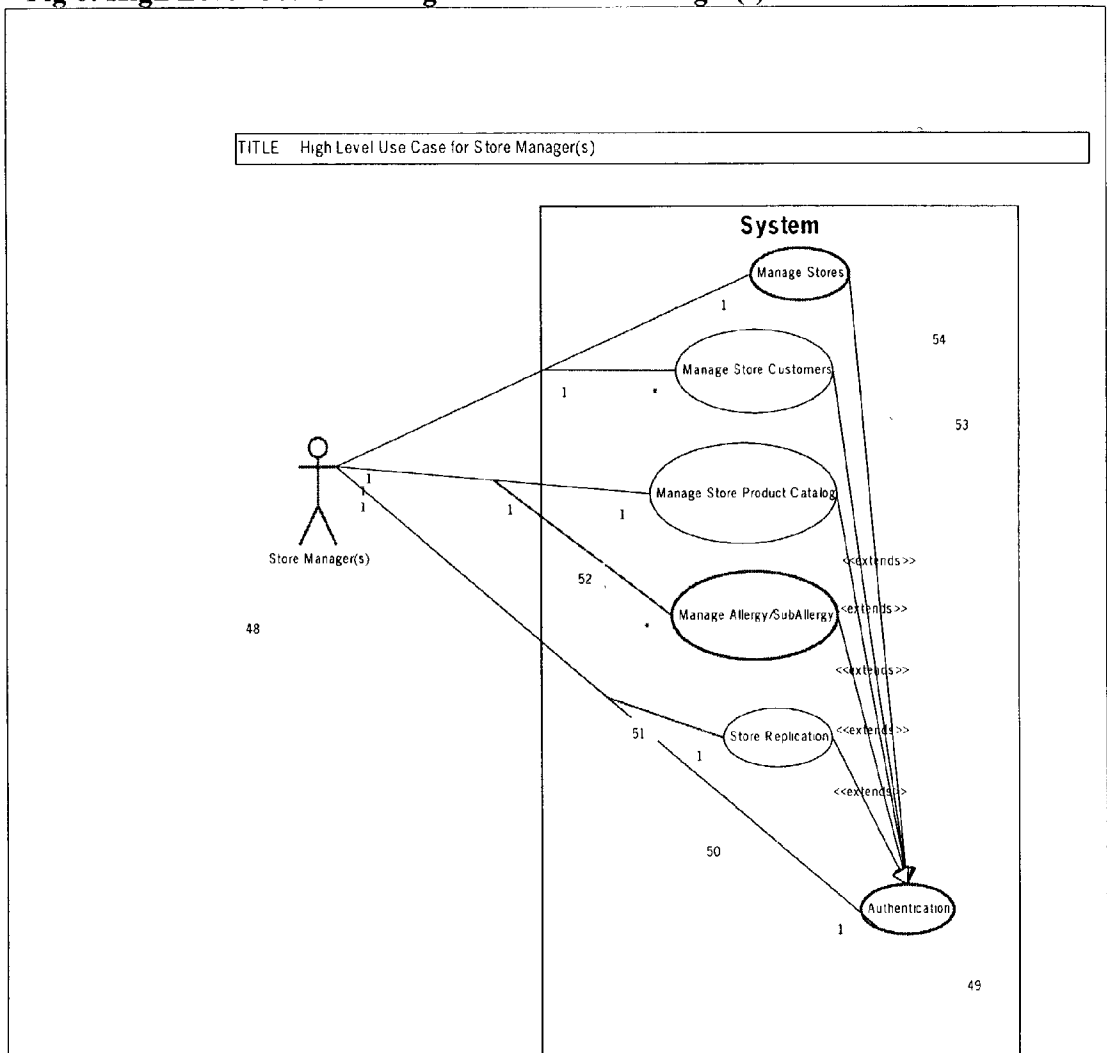 TITLE High Level Use Case for Store Manager(s)
System
Manage Stores
1
54
Manage Store Customers
1
*
53
1
1
1
Manage Store Product Catalog
1
1
Store Manager(s)
<<extends>>
52
Manage Allergy/SubAllergy
<extends>>
48
*
<<extends>>
51
Store Replication
<<extends>>
1
<<extends>>
50
Authentication
1
49